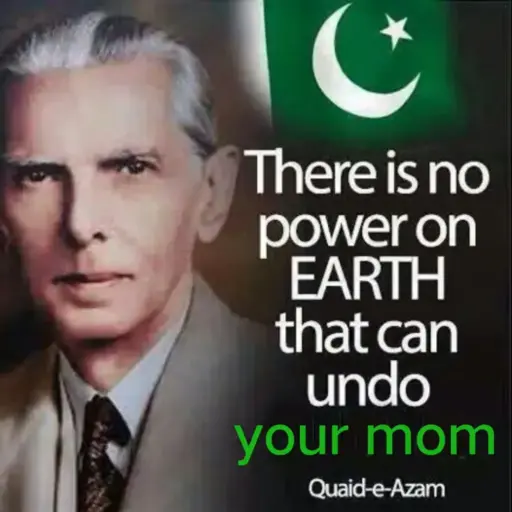 There is no
power on
EARTH
that can
undo
your mom
Quaid-e-Azam